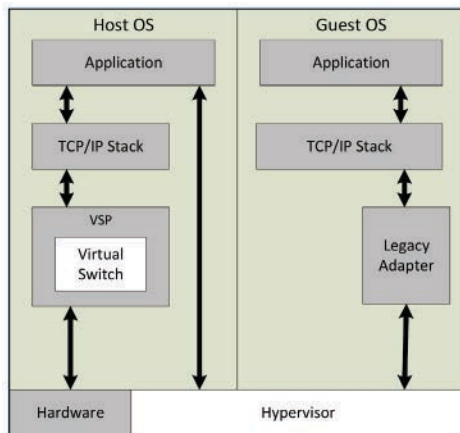 Host OS
Application
TCP/IP Stack
VSP
Virtual
Switch
Guest OS
Application
TCP/IP Stack
Legacy
Adapter
Hardware
Hypervisor